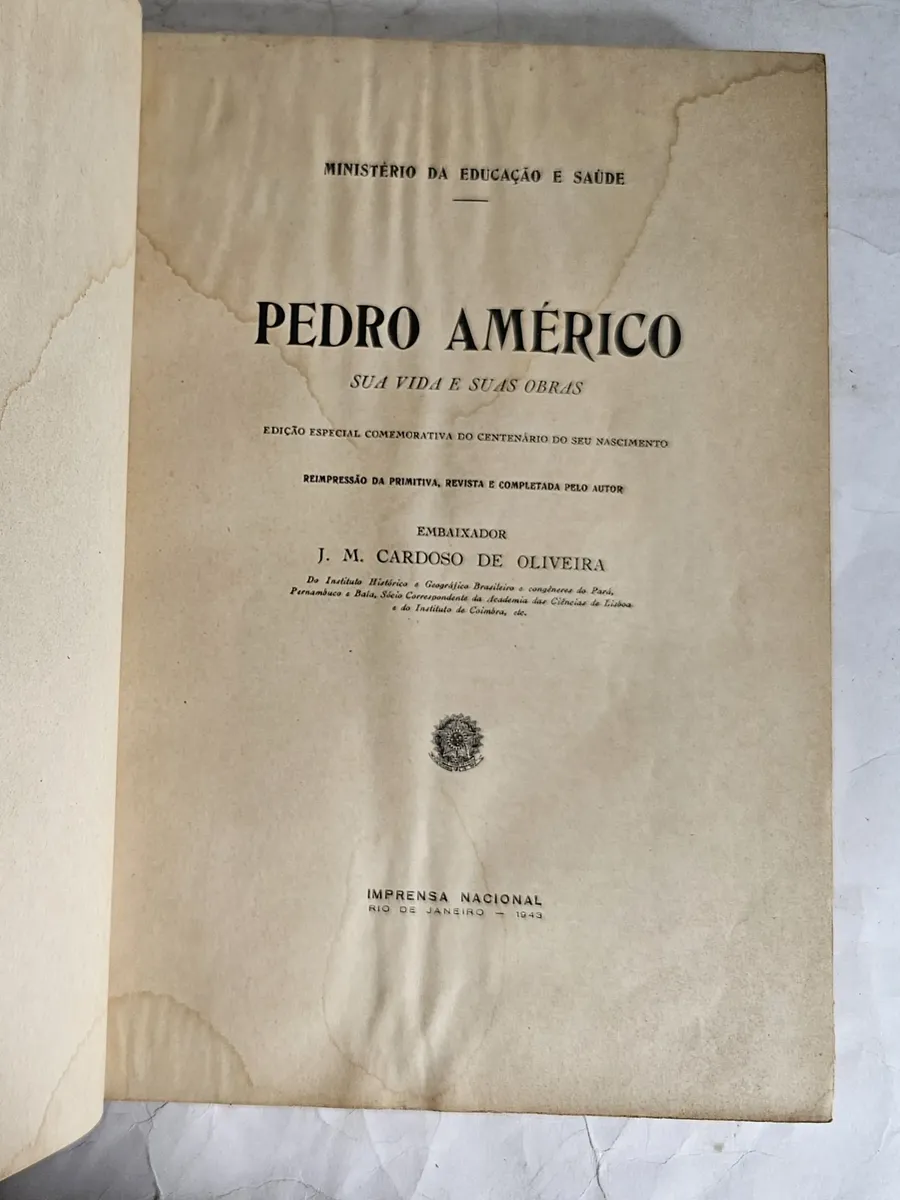 MINISTÉRIO DA EDUCAÇÃO E SAÚDE
PEDRO AMÉRICO
SUA VIDA E SUAS OBRAS
EDIÇÃO ESPECIAL COMEMORATIVA DO CENTENÁRIO DO SEU NASCIMENTO
REIMPRESSÃO DA PRIMITIVA, REVISTA E COMPLETADA PELO AUTOR
EMBAIXADOR
J. M. CARDOSO DE OLIVEIRA
Do Instituto Histórico e Geográfico Brasileiro e congêneres do Pará,
Pernambuco e Baía, Sócio Correspondente da Academia das Ciências de Lisboa
e do Instituto de Coimbra, etc.
IMPRENSA NACIONAL
RIO DE JANEIRO — 1943